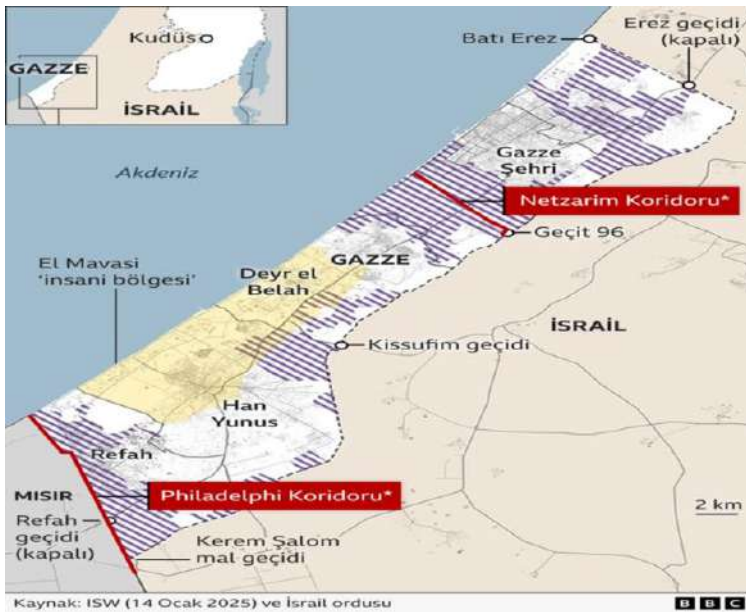 Kudüs
GAZZE
İSRAİL
Akdeniz
Batı Erez
Erez geçidi
(kapalı)
Gazze
Şehri
Netzarim Koridoru*
Geçit 96
GAZZE
El Mavasi
'insani bölgesi'
Deyr el
Belah
İSRAİL
Kissufim geçidi
Han
Yunus
Refah
MISIR
Philadelphi Koridoru*
Refah
geçidi
(kapalı)
Kerem Şalom
mal geçidi
2 km
Kaynak: ISW (14 Ocak 2025) ve İsrail ordusu
BBC